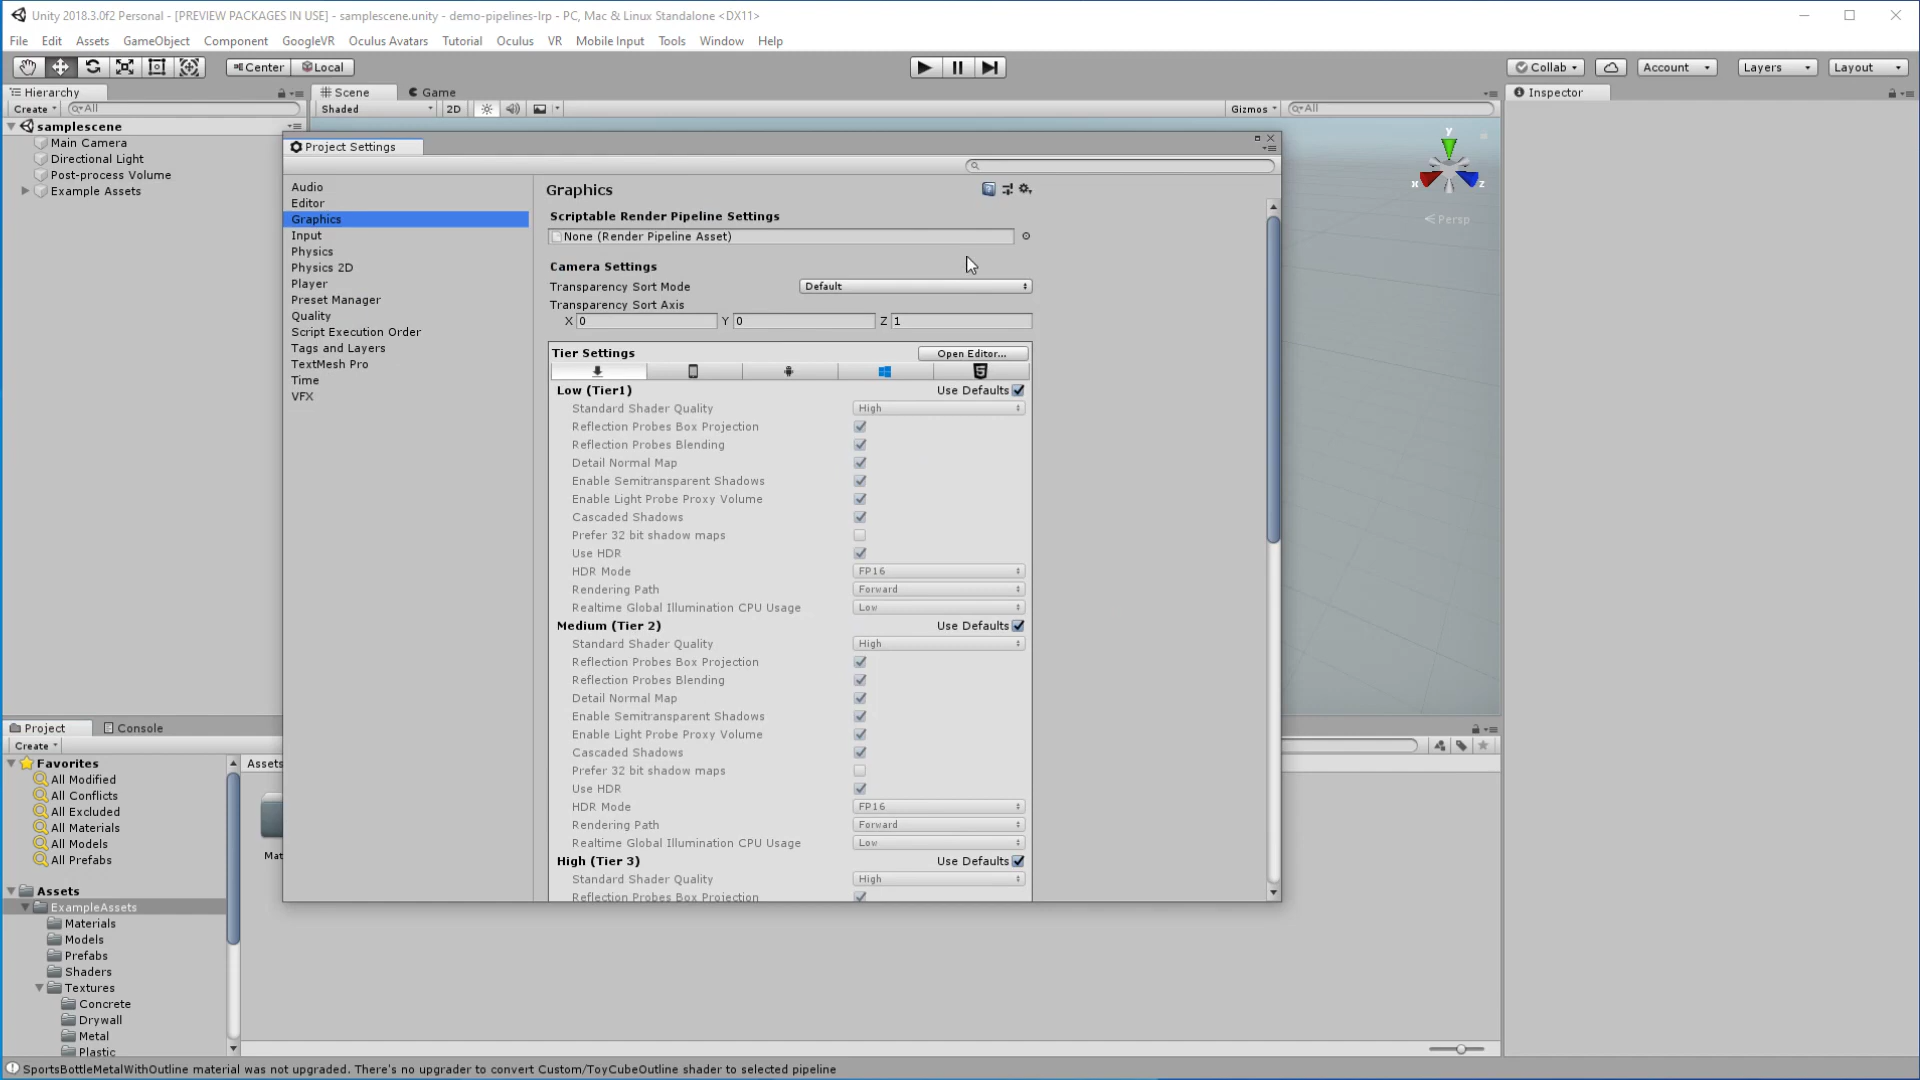 Unity 2018.3.0f2 Personal - [PREVIEW PACKAGES IN USE] - samplescene.unity - demo-pipelines-lrp - PC, Mac & Linux Standalone <DX11>
File Edit Assets GameObject Component GoogleVR Oculus Avatars Tutorial Oculus VR Mobile Input Tools Window Help
Center Local Collab Account Layers Layout
Hierarchy Scene Game Inspector
Create All Shaded 2D Gizmos All
samplescene
Main Camera
Directional Light
Post-process Volume
Example Assets
y
x z
Persp
Project Settings
Audio
Editor
Graphics
Input
Physics
Physics 2D
Player
Preset Manager
Quality
Script Execution Order
Tags and Layers
TextMesh Pro
Time
VFX
Graphics
Scriptable Render Pipeline Settings
None (Render Pipeline Asset)
Camera Settings
Transparency Sort Mode Default
Transparency Sort Axis
X 0 Y 0 Z 1
Tier Settings Open Editor...
Low (Tier1) Use Defaults
Standard Shader Quality High
Reflection Probes Box Projection
Reflection Probes Blending
Detail Normal Map
Enable Semitransparent Shadows
Enable Light Probe Proxy Volume
Cascaded Shadows
Prefer 32 bit shadow maps
Use HDR
HDR Mode FP16
Rendering Path Forward
Realtime Global Illumination CPU Usage Low
Medium (Tier 2) Use Defaults
Standard Shader Quality High
Reflection Probes Box Projection
Reflection Probes Blending
Detail Normal Map
Enable Semitransparent Shadows
Enable Light Probe Proxy Volume
Cascaded Shadows
Prefer 32 bit shadow maps
Use HDR
HDR Mode FP16
Rendering Path Forward
Realtime Global Illumination CPU Usage Low
High (Tier 3) Use Defaults
Standard Shader Quality High
Reflection Probes Box Projection
Project Console
Create
Favorites
All Modified
All Conflicts
All Excluded
All Materials
All Models
All Prefabs
Assets
ExampleAssets
Materials
Models
Prefabs
Shaders
Textures
Concrete
Drywall
Metal
Plastic
Assets
Mat
SportsBottleMetalWithOutline material was not upgraded. There's no upgrader to convert Custom/ToyCubeOutline shader to selected pipeline